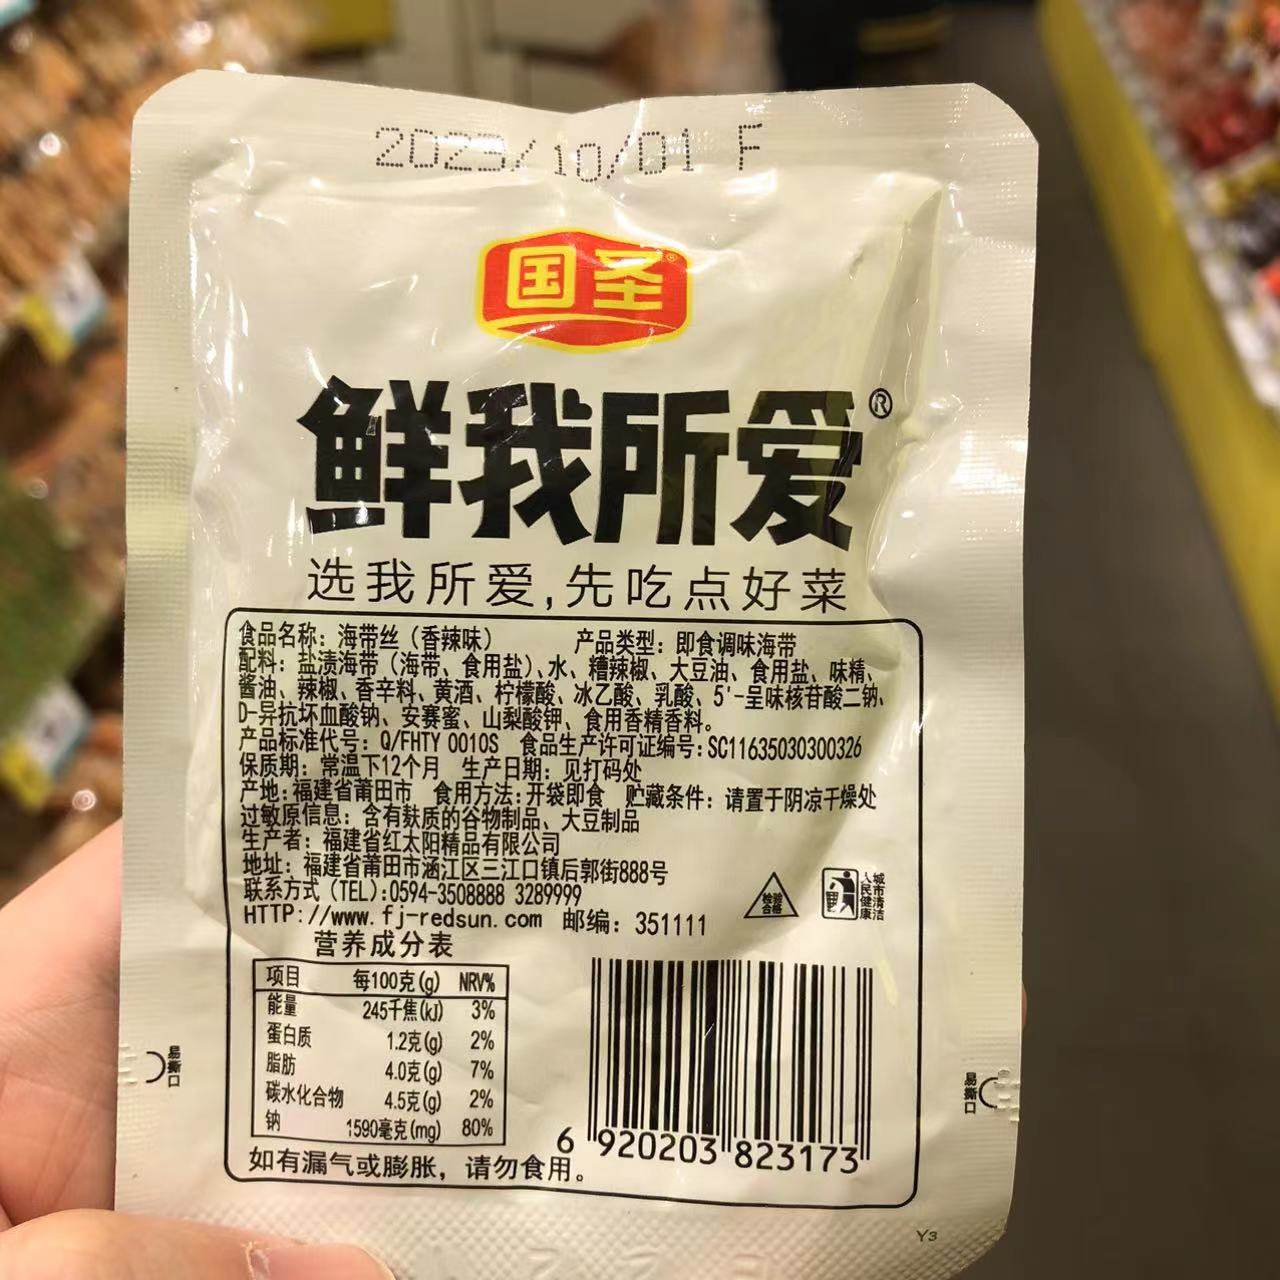 2023/10/01 F
国圣®
鲜我所爱®
选我所爱,先吃点好菜
食品名称：海带丝（香辣味） 产品类型：即食调味海带
配料：盐渍海带（海带、食用盐）、水、糟辣椒、大豆油、食用盐、味精、
酱油、辣椒、香辛料、黄酒、柠檬酸、冰乙酸、乳酸、5'-呈味核苷酸二钠、
D-异抗坏血酸钠、安赛蜜、山梨酸钾、食用香精香料。
产品标准代号：Q/FHTY 0010S 食品生产许可证编号：SC11635030300326
保质期：常温下12个月 生产日期：见打码处
产地：福建省莆田市 食用方法：开袋即食 贮藏条件：请置于阴凉干燥处
过敏原信息：含有麸质的谷物制品、大豆制品
生产者：福建省红太阳精品有限公司
地址：福建省莆田市涵江区三江口镇后郭街888号
联系方式（TEL）:0594-3508888 3289999
HTTP：//www.fj-redsun.com 邮编：351111
检验
合格
人民健康
城市清洁
营养成分表
项目 每100克(g) NRV%
能量 245千焦(kJ) 3%
蛋白质 1.2克(g) 2%
脂肪 4.0克(g) 7%
碳水化合物 4.5克(g) 2%
钠 1590毫克(mg) 80%
如有漏气或膨胀，请勿食用。
6 920203 823173
易撕口
易撕口
Y3